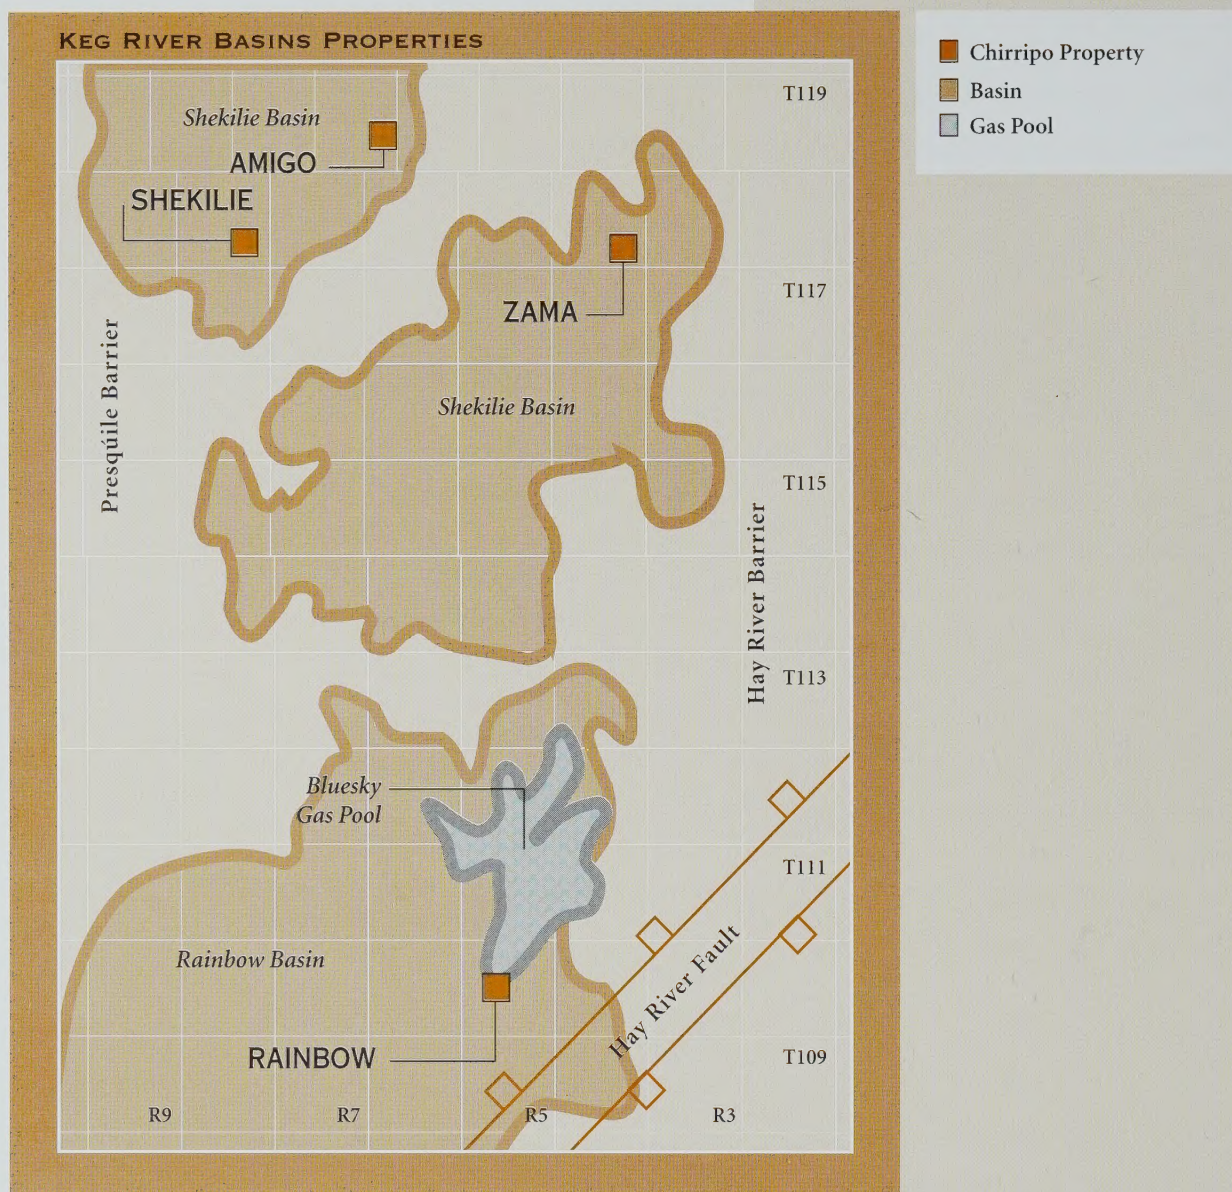 KEG RIVER BASINS PROPERTIES
Chirripo Property
Basin
Gas Pool
T119
Shekilie Basin
AMIGO
SHEKILIE
T117
ZAMA
Presqúile Barrier
Shekilie Basin
T115
Hay River Barrier
T113
Bluesky
Gas Pool
T111
Rainbow Basin
Hay River Fault
RAINBOW
T109
R9
R7
R5
R3